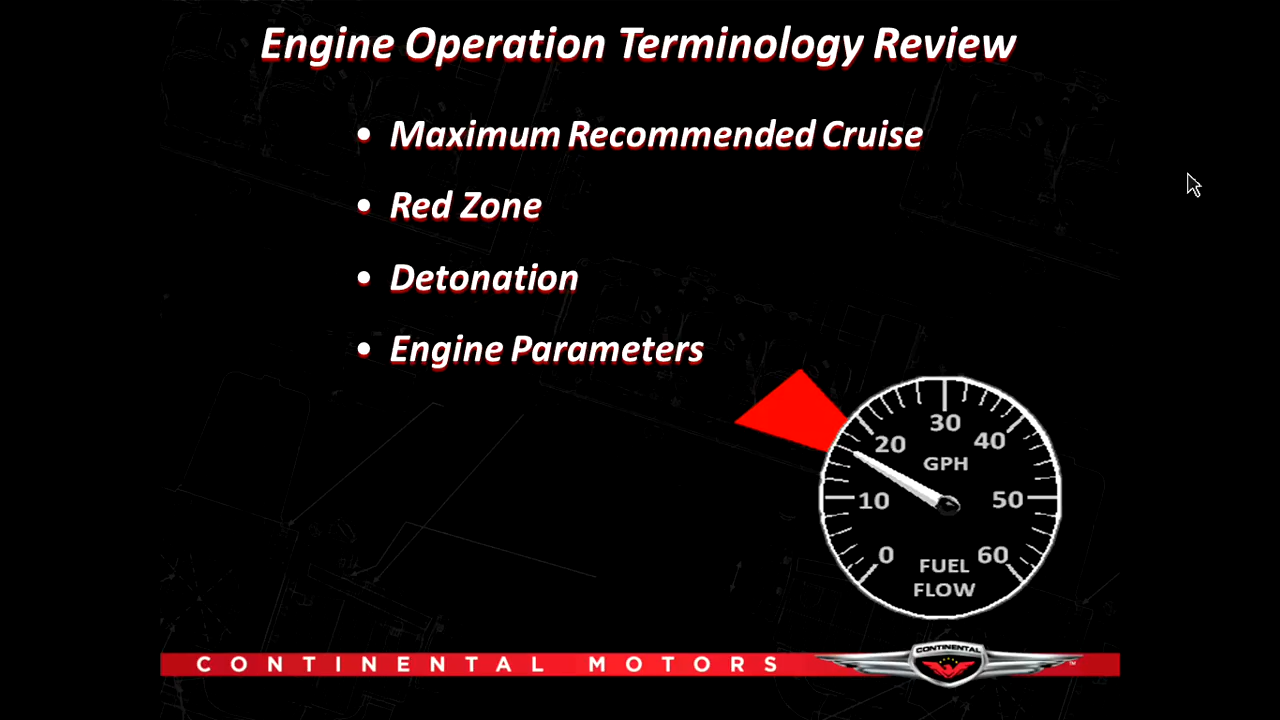 Engine Operation Terminology Review
• Maximum Recommended Cruise
• Red Zone
• Detonation
• Engine Parameters
30
20
40
GPH
10
50
0
60
FUEL
FLOW
CONTINENTAL MOTORS
CONTINENTAL
™